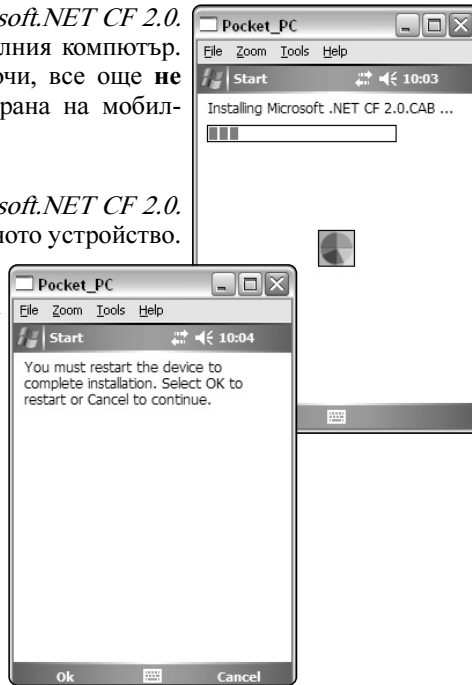 soft.NET CF 2.0.
лния компютър.
очи, все още не
рана на мобил-
soft.NET CF 2.0.
ното устройство.
Pocket_PC
File Zoom Tools Help
Start 10:03
Installing Microsoft .NET CF 2.0.CAB ...
Pocket_PC
File Zoom Tools Help
Start 10:04
You must restart the device to
complete installation. Select OK to
restart or Cancel to continue.
Ok Cancel